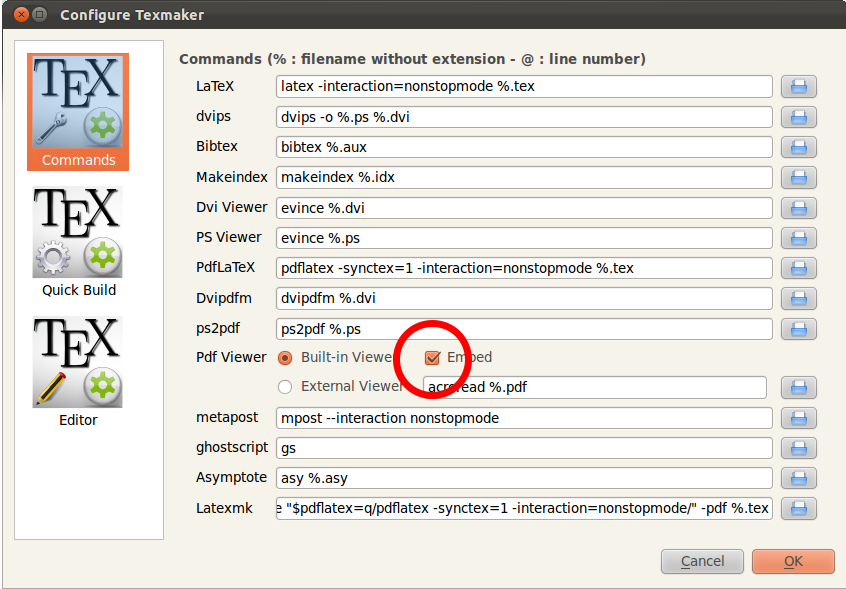 Configure Texmaker
Commands (% : filename without extension - @ : line number)
TEX
Commands
TEX
Quick Build
TEX
Editor
LaTeX latex -interaction=nonstopmode %.tex
dvips dvips -o %.ps %.dvi
Bibtex bibtex %.aux
Makeindex makeindex %.idx
Dvi Viewer evince %.dvi
PS Viewer evince %.ps
PdfLaTeX pdflatex -synctex=1 -interaction=nonstopmode %.tex
Dvipdfm dvipdfm %.dvi
ps2pdf ps2pdf %.ps
Pdf Viewer Built-in Viewer Embed
External Viewer acroread %.pdf
metapost mpost --interaction nonstopmode
ghostscript gs
Asymptote asy %.asy
Latexmk e "$pdflatex=q/pdflatex -synctex=1 -interaction=nonstopmode/" -pdf %.tex
Cancel OK